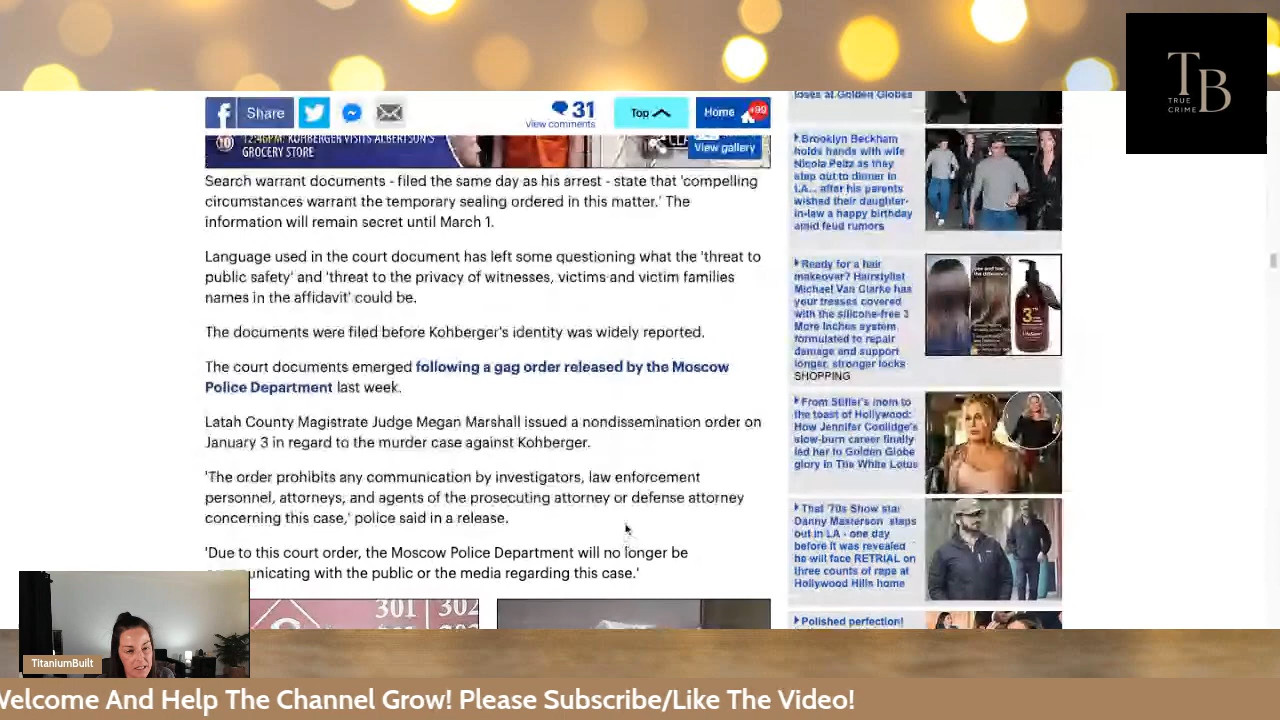 TB
TRUE
CRIME
Share
31
View comments
Top
Home
+99
12:46PM: KOHBERGER VISITS ALBERTSON'S
GROCERY STORE
View gallery
Search warrant documents - filed the same day as his arrest - state that 'compelling
circumstances warrant the temporary sealing ordered in this matter.' The
information will remain secret until March 1.
Language used in the court document has left some questioning what the 'threat to
public safety' and 'threat to the privacy of witnesses, victims and victim families
names in the affidavit' could be.
The documents were filed before Kohberger's identity was widely reported.
The court documents emerged following a gag order released by the Moscow
Police Department last week.
Latah County Magistrate Judge Megan Marshall issued a nondissemination order on
January 3 in regard to the murder case against Kohberger.
'The order prohibits any communication by investigators, law enforcement
personnel, attorneys, and agents of the prosecuting attorney or defense attorney
concerning this case,' police said in a release.
'Due to this court order, the Moscow Police Department will no longer be
unicating with the public or the media regarding this case.'
301 302
loses at Golden Globes
Brooklyn Beckham
holds hands with wife
Nicola Peltz as they
step out to dinner in
L.A... after his parents
wished their daughter-
in-law a happy birthday
amid feud rumors
Ready for a hair
makeover? Hairstylist
Michael Van Clarke has
your tresses covered
with the silicone-free 3
More Inches system
formulated to repair
damage and support
longer, stronger locks
SHOPPING
From Stifler's mom to
the toast of Hollywood:
How Jennifer Coolidge's
slow-burn career finally
led her to Golden Globe
glory in The White Lotus
That '70s Show star
Danny Masterson steps
out in LA - one day
before it was revealed
he will face RETRIAL on
three counts of rape at
Hollywood Hills home
Polished perfection!
TitaniumBuilt
Welcome And Help The Channel Grow! Please Subscribe/Like The Video!